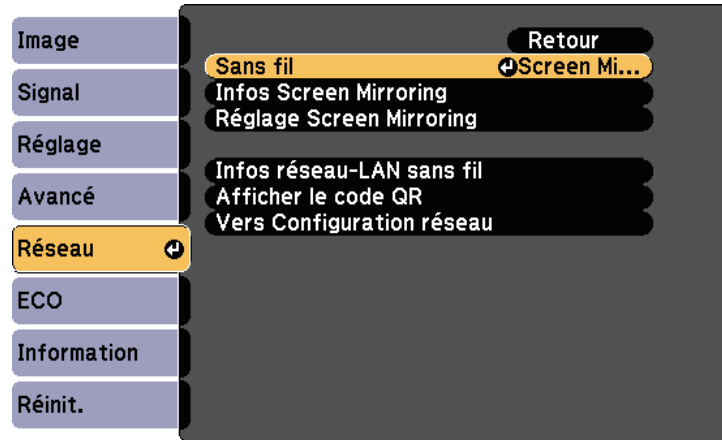 Image
Signal
Réglage
Avancé
Réseau
ECO
Information
Réinit.
Retour
Sans fil Screen Mi...
Infos Screen Mirroring
Réglage Screen Mirroring
Infos réseau-LAN sans fil
Afficher le code QR
Vers Configuration réseau